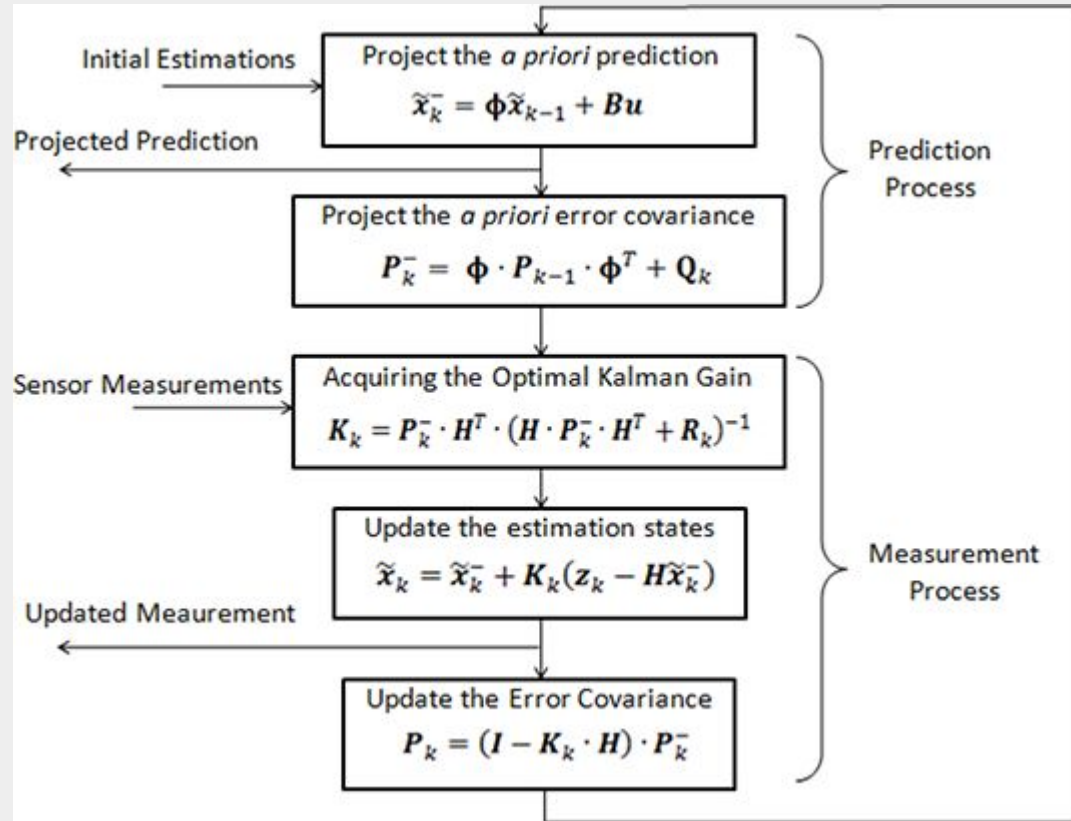 Initial Estimations
Project the a priori prediction
x̃ₖ⁻ = ϕx̃ₖ₋₁ + Bu
Projected Prediction
Prediction
Process
Project the a priori error covariance
Pₖ⁻ = ϕ · Pₖ₋₁ · ϕᵀ + Qₖ
Sensor Measurements
Acquiring the Optimal Kalman Gain
Kₖ = Pₖ⁻ · Hᵀ · (H · Pₖ⁻ · Hᵀ + Rₖ)⁻¹
Update the estimation states
x̃ₖ = x̃ₖ⁻ + Kₖ(zₖ − Hx̃ₖ⁻)
Measurement
Process
Updated Meaurement
Update the Error Covariance
Pₖ = (I − Kₖ · H) · Pₖ⁻